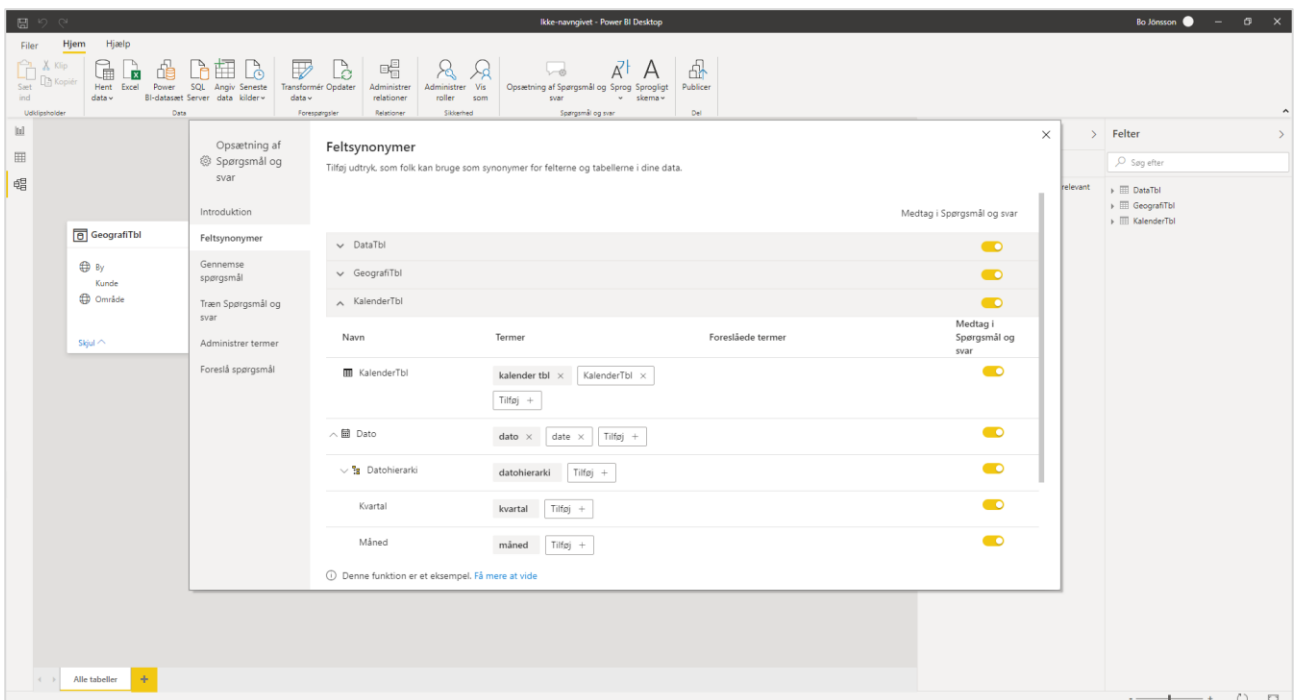 Ikke-navngivet - Power BI Desktop
Bo Jónsson
Filer Hjem Hjælp
Sæt ind
Klip
Kopiér
Hent data
Excel
Power BI-datasæt
SQL Server
Angiv data
Seneste kilder
Transformér data
Opdater
Administrer relationer
Administrer roller
Vis som
Opsætning af Spørgsmål og svar
Sprog
Sprogligt skema
Publicer
Udklipsholder Data Forespørgsler Relationer Sikkerhed Spørgsmål og svar Del
GeografiTbl
By
Kunde
Område
Skjul
Opsætning af
Spørgsmål og
svar
Introduktion
Feltsynonymer
Gennemse
spørgsmål
Træn Spørgsmål og
svar
Administrer termer
Foreslå spørgsmål
Feltsynonymer
Tilføj udtryk, som folk kan bruge som synonymer for felterne og tabellerne i dine data.
Medtag i Spørgsmål og svar
DataTbl
GeografiTbl
KalenderTbl
Navn Termer Foreslåede termer Medtag i
Spørgsmål og
svar
KalenderTbl kalender tbl × KalenderTbl ×
Tilføj +
Dato dato × date × Tilføj +
Datohierarki datohierarki Tilføj +
Kvartal kvartal Tilføj +
Måned måned Tilføj +
Denne funktion er et eksempel. Få mere at vide
relevant
Felter
Søg efter
DataTbl
GeografiTbl
KalenderTbl
Alle tabeller +